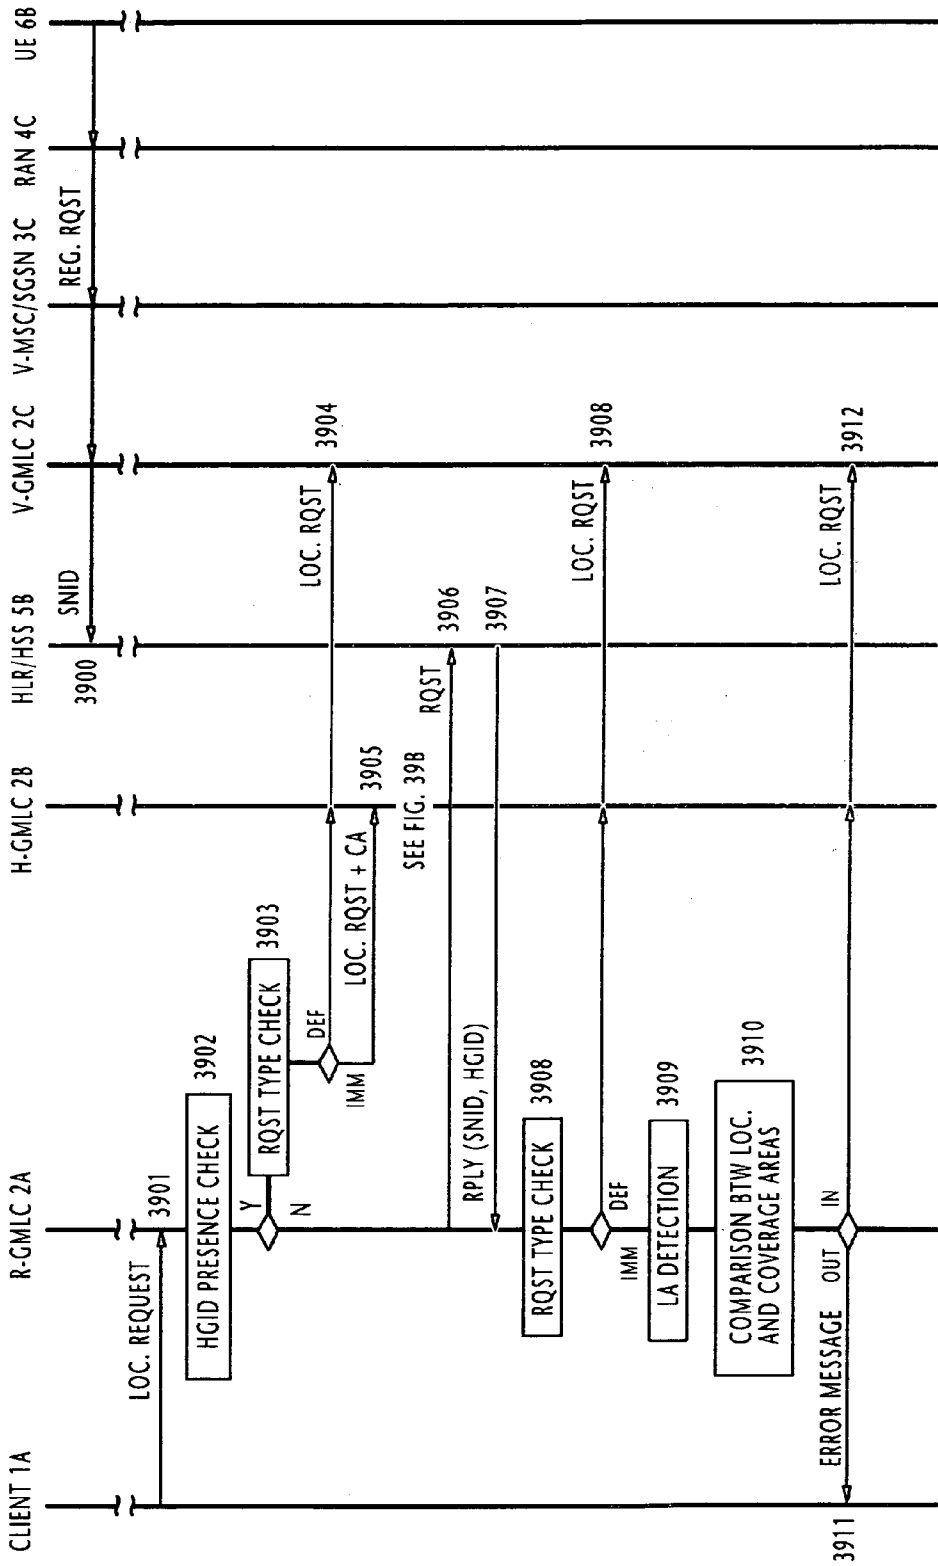 CLIENT 1A
R-GMLC 2A
H-GMLC 2B
HLR/HSS 5B
V-GMLC 2C
V-MSC/SGSN 3C
RAN 4C
UE 6B
3900
SNID
REG. RQST
LOC. REQUEST
3901
HGID PRESENCE CHECK
3902
Y
N
RQST TYPE CHECK
3903
DEF
IMM
LOC. RQST
3904
LOC. RQST + CA
3905
SEE FIG. 39B
RQST
3906
RPLY (SNID, HGID)
3907
RQST TYPE CHECK
3908
IMM
DEF
LOC. RQST
3908
LA DETECTION
3909
COMPARISON BTW LOC.
AND COVERAGE AREAS
3910
3911
ERROR MESSAGE
OUT
IN
LOC. RQST
3912